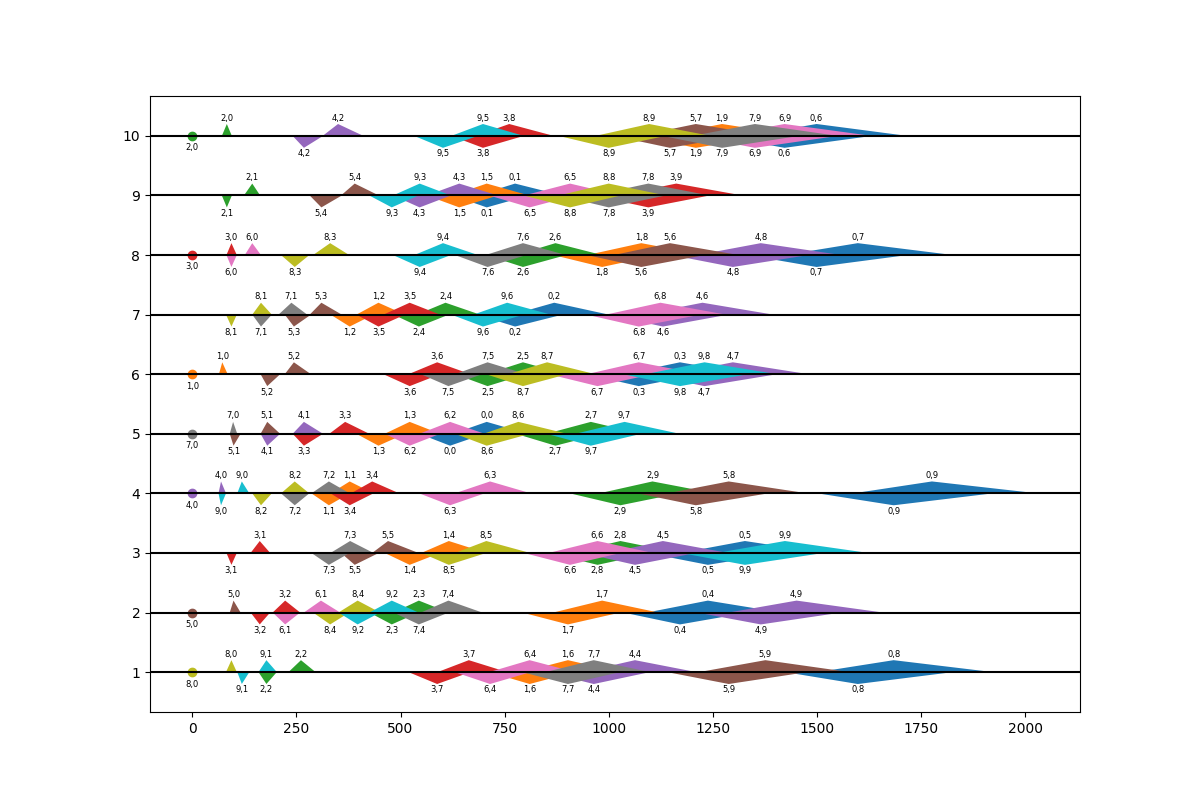 2,0 4,2 9,5 3,8 8,9 5,7 1,9 7,9 6,9 0,6
10
2,0 4,2 9,5 3,8 8,9 5,7 1,9 7,9 6,9 0,6
2,1 5,4 9,3 4,3 1,5 0,1 6,5 8,8 7,8 3,9
9
2,1 5,4 9,3 4,3 1,5 0,1 6,5 8,8 7,8 3,9
3,0 6,0 8,3 9,4 7,6 2,6 1,8 5,6 4,8 0,7
8
3,0 6,0 8,3 9,4 7,6 2,6 1,8 5,6 4,8 0,7
8,1 7,1 5,3 1,2 3,5 2,4 9,6 0,2 6,8 4,6
7
8,1 7,1 5,3 1,2 3,5 2,4 9,6 0,2 6,8 4,6
1,0 5,2 3,6 7,5 2,5 8,7 6,7 0,3 9,8 4,7
6
1,0 5,2 3,6 7,5 2,5 8,7 6,7 0,3 9,8 4,7
7,0 5,1 4,1 3,3 1,3 6,2 0,0 8,6 2,7 9,7
5
7,0 5,1 4,1 3,3 1,3 6,2 0,0 8,6 2,7 9,7
4,0 9,0 8,2 7,2 1,1 3,4 6,3 2,9 5,8 0,9
4
4,0 9,0 8,2 7,2 1,1 3,4 6,3 2,9 5,8 0,9
3,1 7,3 5,5 1,4 8,5 6,6 2,8 4,5 0,5 9,9
3
3,1 7,3 5,5 1,4 8,5 6,6 2,8 4,5 0,5 9,9
5,0 3,2 6,1 8,4 9,2 2,3 7,4 1,7 0,4 4,9
2
5,0 3,2 6,1 8,4 9,2 2,3 7,4 1,7 0,4 4,9
8,0 9,1 2,2 3,7 6,4 1,6 7,7 4,4 5,9 0,8
1
8,0 9,1 2,2 3,7 6,4 1,6 7,7 4,4 5,9 0,8
0 250 500 750 1000 1250 1500 1750 2000